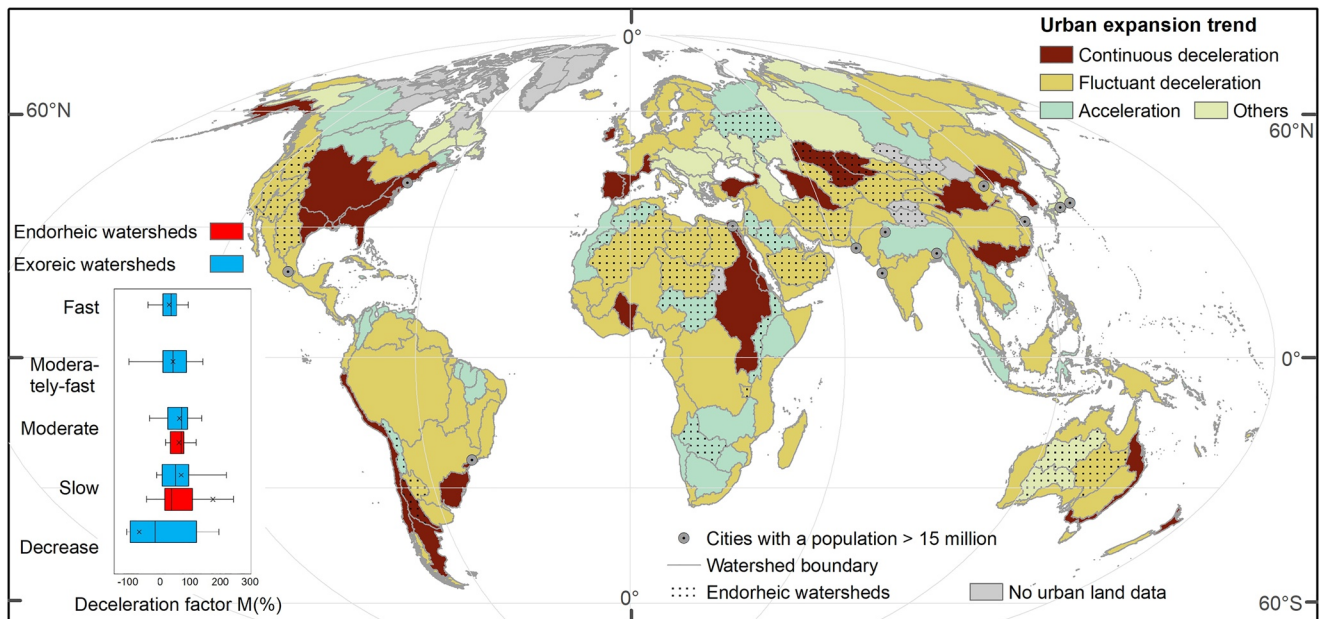 0°
Urban expansion trend
Continuous deceleration
Fluctuant deceleration
Acceleration
Others
60°N
60°N
Endorheic watersheds
Exoreic watersheds
Fast
Modera-
tely-fast
Moderate
Slow
Decrease
-100 0 100 200 300
Deceleration factor M(%)
0°
Cities with a population > 15 million
Watershed boundary
Endorheic watersheds
No urban land data
0°
60°S